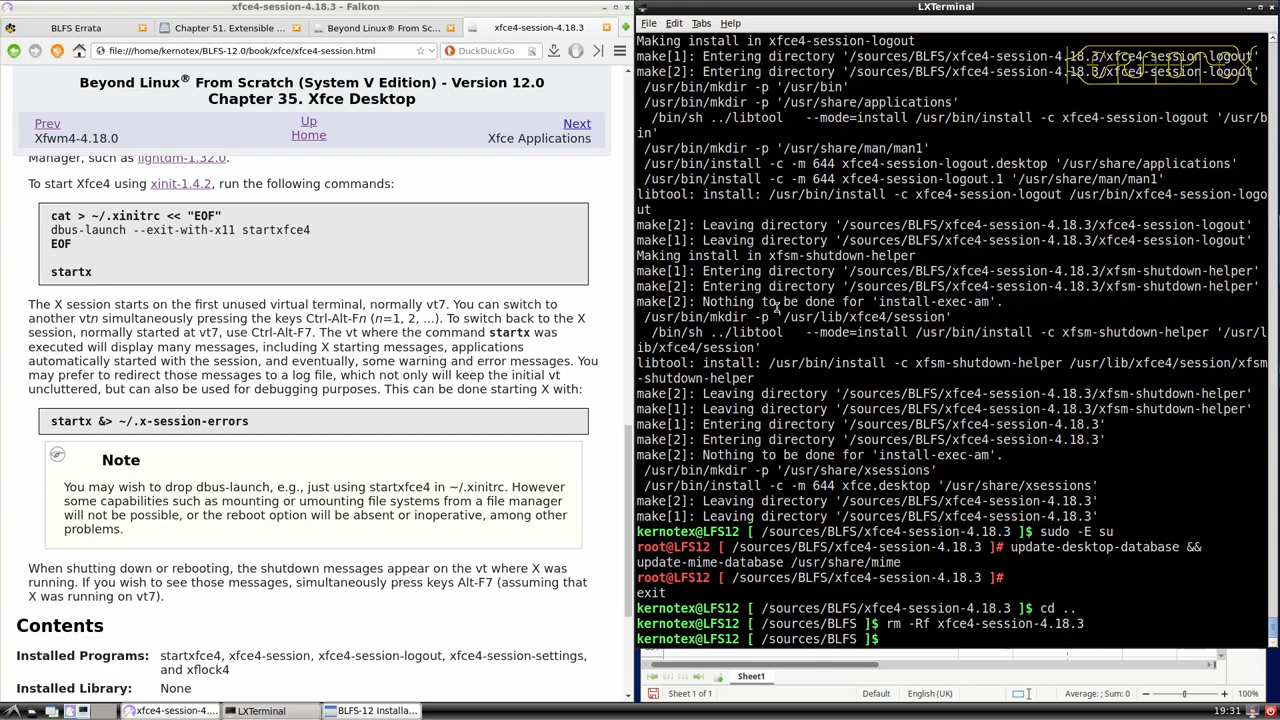 xfce4-session-4.18.3 - Falkon
BLFS Errata
Chapter 51. Extensible
Beyond Linux® From Sc
xfce4-session-4.18.3
file:///home/kernotex/BLFS-12.0/book/xfce/xfce4-session.html
DuckDuckGo
Beyond Linux® From Scratch (System V Edition) - Version 12.0
Chapter 35. Xfce Desktop
Prev
Up
Next
Xfwm4-4.18.0
Home
Xfce Applications
Manager, such as lightdm-1.32.0.
To start Xfce4 using xinit-1.4.2, run the following commands:
cat > ~/.xinitrc << "EOF"
dbus-launch --exit-with-x11 startxfce4
EOF
startx
The X session starts on the first unused virtual terminal, normally vt7. You can switch to
another vtn simultaneously pressing the keys Ctrl-Alt-Fn (n=1, 2, ...). To switch back to the X
session, normally started at vt7, use Ctrl-Alt-F7. The vt where the command startx was
executed will display many messages, including X starting messages, applications
automatically started with the session, and eventually, some warning and error messages. You
may prefer to redirect those messages to a log file, which not only will keep the initial vt
uncluttered, but can also be used for debugging purposes. This can be done starting X with:
startx &> ~/.x-session-errors
Note
You may wish to drop dbus-launch, e.g., just using startxfce4 in ~/.xinitrc. However
some capabilities such as mounting or umounting file systems from a file manager
will not be possible, or the reboot option will be absent or inoperative, among other
problems.
When shutting down or rebooting, the shutdown messages appear on the vt where X was
running. If you wish to see those messages, simultaneously press keys Alt-F7 (assuming that
X was running on vt7).
Contents
Installed Programs: startxfce4, xfce4-session, xfce4-session-logout, xfce4-session-settings,
and xflock4
Installed Library: None
LXTerminal
File Edit Tabs Help
Making install in xfce4-session-logout
make[1]: Entering directory '/sources/BLFS/xfce4-session-4.18.3/xfce4-session-logout'
make[2]: Entering directory '/sources/BLFS/xfce4-session-4.18.3/xfce4-session-logout'
/usr/bin/mkdir -p '/usr/bin'
/usr/bin/mkdir -p '/usr/share/applications'
/bin/sh ../libtool   --mode=install /usr/bin/install -c xfce4-session-logout '/usr/b
in'
/usr/bin/mkdir -p '/usr/share/man/man1'
/usr/bin/install -c -m 644 xfce4-session-logout.desktop '/usr/share/applications'
/usr/bin/install -c -m 644 xfce4-session-logout.1 '/usr/share/man/man1'
libtool: install: /usr/bin/install -c xfce4-session-logout /usr/bin/xfce4-session-logo
ut
make[2]: Leaving directory '/sources/BLFS/xfce4-session-4.18.3/xfce4-session-logout'
make[1]: Leaving directory '/sources/BLFS/xfce4-session-4.18.3/xfce4-session-logout'
Making install in xfsm-shutdown-helper
make[1]: Entering directory '/sources/BLFS/xfce4-session-4.18.3/xfsm-shutdown-helper'
make[2]: Entering directory '/sources/BLFS/xfce4-session-4.18.3/xfsm-shutdown-helper'
make[2]: Nothing to be done for 'install-exec-am'.
/usr/bin/mkdir -p '/usr/lib/xfce4/session'
/bin/sh ../libtool   --mode=install /usr/bin/install -c xfsm-shutdown-helper '/usr/l
ib/xfce4/session'
libtool: install: /usr/bin/install -c xfsm-shutdown-helper /usr/lib/xfce4/session/xfsm
-shutdown-helper
make[2]: Leaving directory '/sources/BLFS/xfce4-session-4.18.3/xfsm-shutdown-helper'
make[1]: Leaving directory '/sources/BLFS/xfce4-session-4.18.3/xfsm-shutdown-helper'
make[1]: Entering directory '/sources/BLFS/xfce4-session-4.18.3'
make[2]: Entering directory '/sources/BLFS/xfce4-session-4.18.3'
make[2]: Nothing to be done for 'install-exec-am'.
/usr/bin/mkdir -p '/usr/share/xsessions'
/usr/bin/install -c -m 644 xfce.desktop '/usr/share/xsessions'
make[2]: Leaving directory '/sources/BLFS/xfce4-session-4.18.3'
make[1]: Leaving directory '/sources/BLFS/xfce4-session-4.18.3'
kernotex@LFS12 [ /sources/BLFS/xfce4-session-4.18.3 ]$ sudo -E su
root@LFS12 [ /sources/BLFS/xfce4-session-4.18.3 ]# update-desktop-database &&
update-mime-database /usr/share/mime
root@LFS12 [ /sources/BLFS/xfce4-session-4.18.3 ]#
exit
kernotex@LFS12 [ /sources/BLFS/xfce4-session-4.18.3 ]$ cd ..
kernotex@LFS12 [ /sources/BLFS ]$ rm -Rf xfce4-session-4.18.3
kernotex@LFS12 [ /sources/BLFS ]$
Sheet1
Sheet 1 of 1
Default
English (UK)
Average: ; Sum: 0
100%
xfce4-session-4....
LXTerminal
BLFS-12 Installa...
19:31